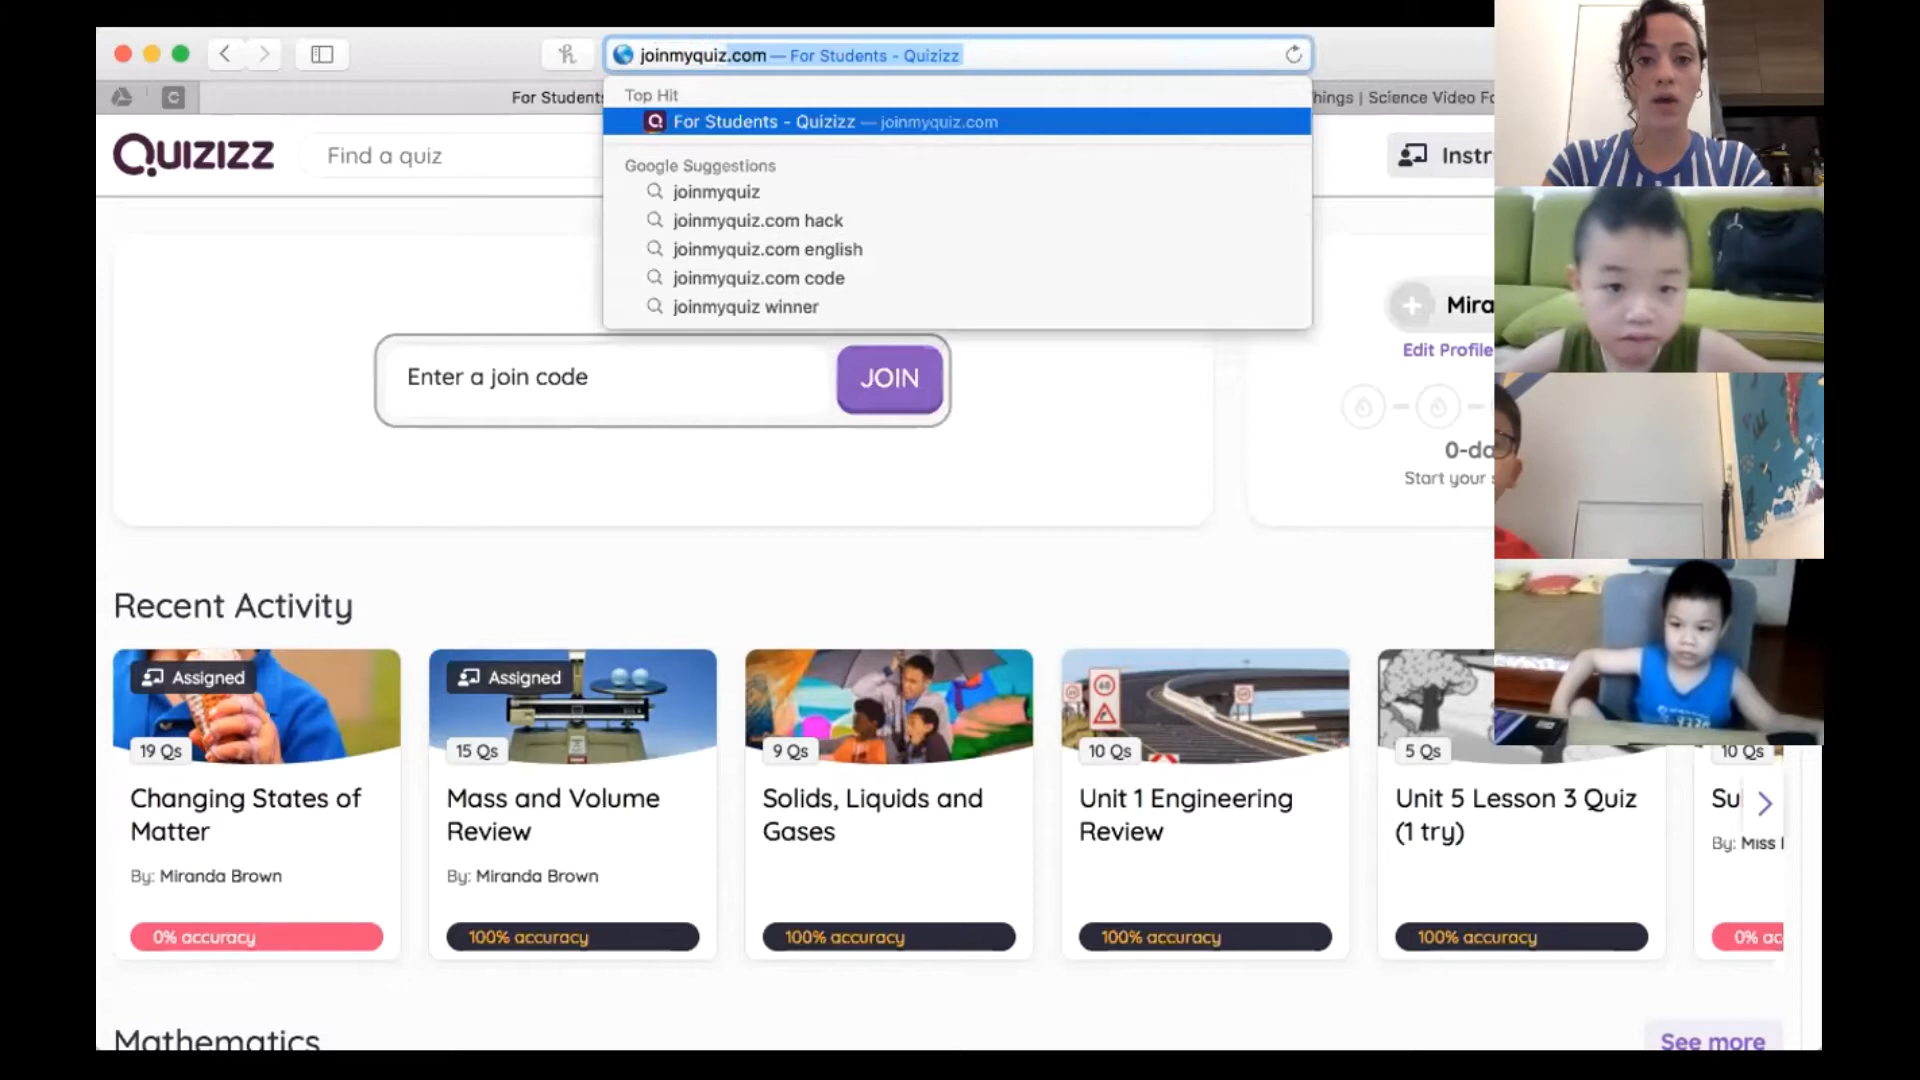 joinmyquiz.com — For Students - Quizizz
For Students
Top Hit
hings | Science Video Fo
For Students - Quizizz — joinmyquiz.com
Quizizz
Find a quiz
Instr
Google Suggestions
joinmyquiz
joinmyquiz.com hack
joinmyquiz.com english
joinmyquiz.com code
joinmyquiz winner
Mira
Edit Profile
Enter a join code
JOIN
0-da
Start your s
Recent Activity
Assigned
19 Qs
Changing States of
Matter
By: Miranda Brown
0% accuracy
Assigned
15 Qs
Mass and Volume
Review
By: Miranda Brown
100% accuracy
9 Qs
Solids, Liquids and
Gases
100% accuracy
60
10 Qs
Unit 1 Engineering
Review
100% accuracy
5 Qs
Unit 5 Lesson 3 Quiz
(1 try)
100% accuracy
10 Qs
Su
By: Miss
0% ac
Mathematics
See more